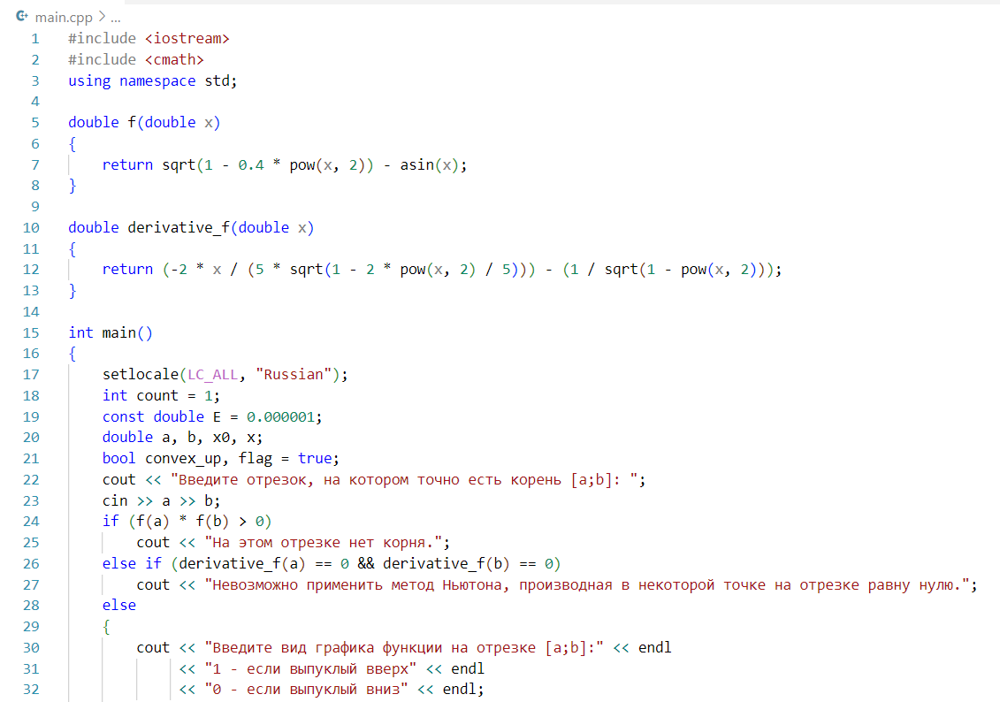 main.cpp > ...
1 #include <iostream>
2 #include <cmath>
3 using namespace std;
4
5 double f(double x)
6 {
7     return sqrt(1 - 0.4 * pow(x, 2)) - asin(x);
8 }
9
10 double derivative_f(double x)
11 {
12     return (-2 * x / (5 * sqrt(1 - 2 * pow(x, 2) / 5))) - (1 / sqrt(1 - pow(x, 2)));
13 }
14
15 int main()
16 {
17     setlocale(LC_ALL, "Russian");
18     int count = 1;
19     const double E = 0.000001;
20     double a, b, x0, x;
21     bool convex_up, flag = true;
22     cout << "Введите отрезок, на котором точно есть корень [a;b]: ";
23     cin >> a >> b;
24     if (f(a) * f(b) > 0)
25         cout << "На этом отрезке нет корня.";
26     else if (derivative_f(a) == 0 && derivative_f(b) == 0)
27         cout << "Невозможно применить метод Ньютона, производная в некоторой точке на отрезке равну нулю.";
28     else
29     {
30         cout << "Введите вид графика функции на отрезке [a;b]:" << endl
31              << "1 - если выпуклый вверх" << endl
32              << "0 - если выпуклый вниз" << endl;